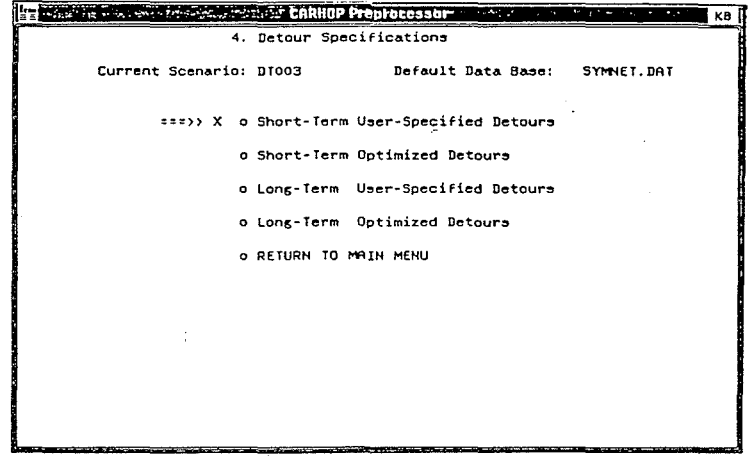 CARHOP Preprocessor KB
4. Detour Specifications
Current Scenario: DT003 Default Data Base: SYMNET.DAT
===>> X o Short-Term User-Specified Detours
o Short-Term Optimized Detours
o Long-Term User-Specified Detours
o Long-Term Optimized Detours
o RETURN TO MAIN MENU